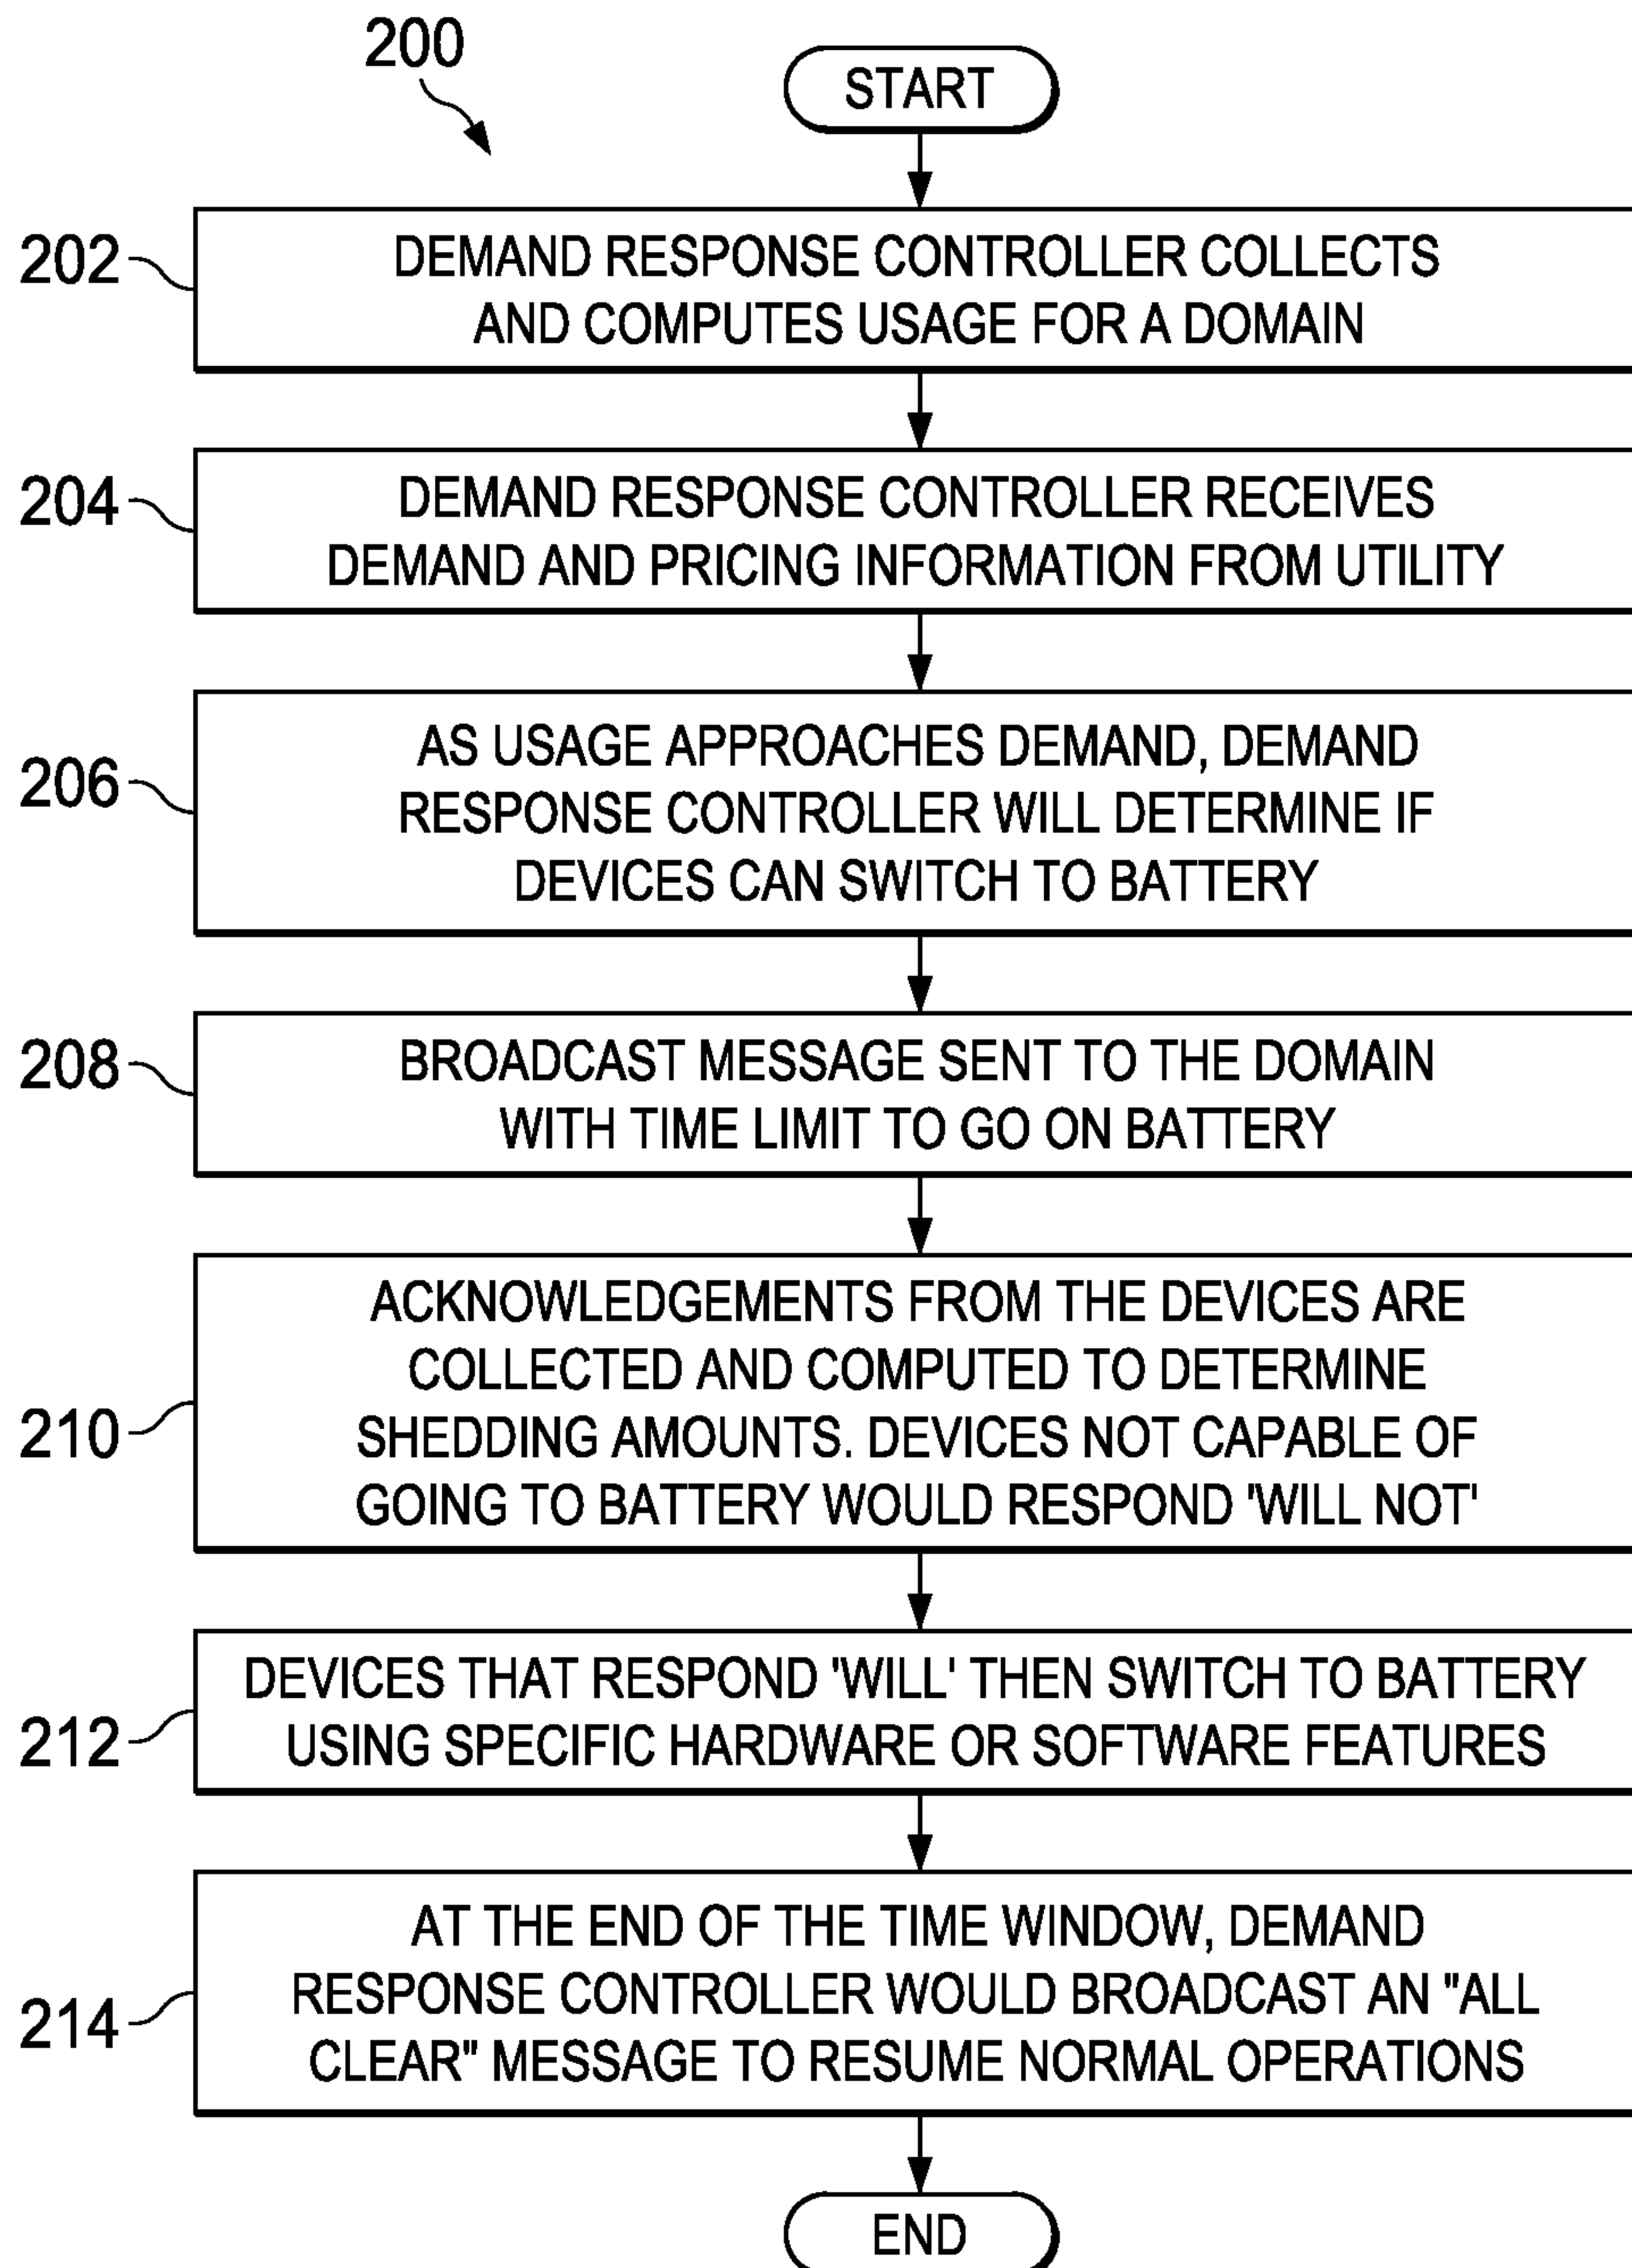 200
START
202
DEMAND RESPONSE CONTROLLER COLLECTS
AND COMPUTES USAGE FOR A DOMAIN
204
DEMAND RESPONSE CONTROLLER RECEIVES
DEMAND AND PRICING INFORMATION FROM UTILITY
206
AS USAGE APPROACHES DEMAND, DEMAND
RESPONSE CONTROLLER WILL DETERMINE IF
DEVICES CAN SWITCH TO BATTERY
208
BROADCAST MESSAGE SENT TO THE DOMAIN
WITH TIME LIMIT TO GO ON BATTERY
210
ACKNOWLEDGEMENTS FROM THE DEVICES ARE
COLLECTED AND COMPUTED TO DETERMINE
SHEDDING AMOUNTS. DEVICES NOT CAPABLE OF
GOING TO BATTERY WOULD RESPOND 'WILL NOT'
212
DEVICES THAT RESPOND 'WILL' THEN SWITCH TO BATTERY
USING SPECIFIC HARDWARE OR SOFTWARE FEATURES
214
AT THE END OF THE TIME WINDOW, DEMAND
RESPONSE CONTROLLER WOULD BROADCAST AN "ALL
CLEAR" MESSAGE TO RESUME NORMAL OPERATIONS
END